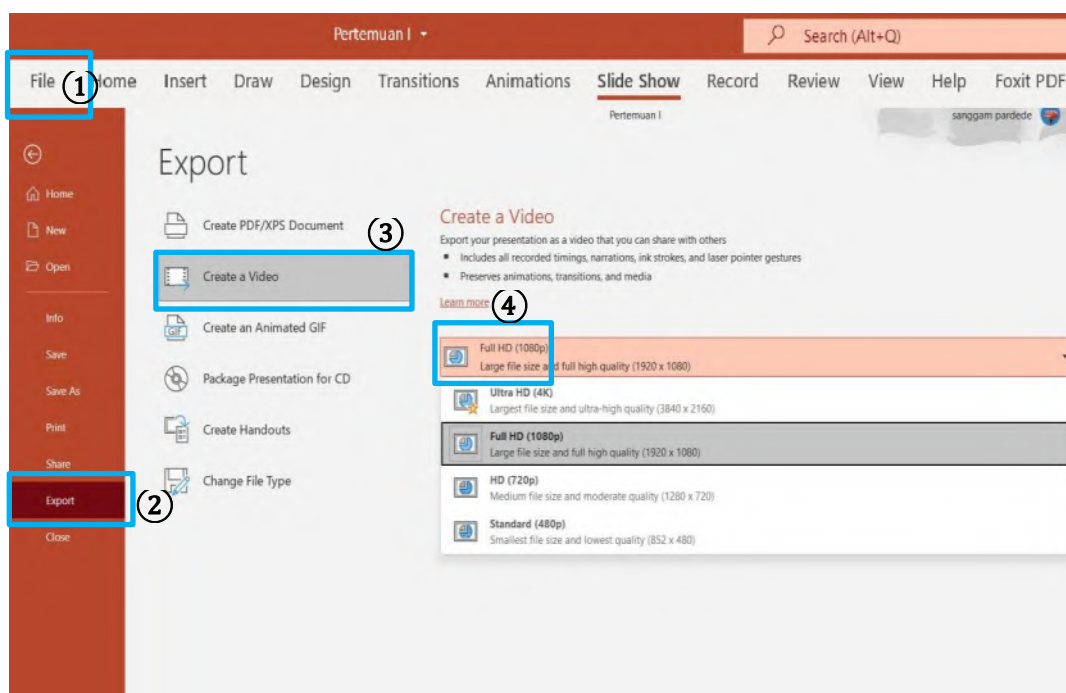 Pertemuan I
Search (Alt+Q)
File ① Home Insert Draw Design Transitions Animations Slide Show Record Review View Help Foxit PDF
Pertemuan I
sanggam pardede
Export
Home
New
Open
Info
Save
Save As
Print
Share
Export
②
Close
Create PDF/XPS Document
③
Create a Video
Create an Animated GIF
GIF
Package Presentation for CD
Create Handouts
Change File Type
Create a Video
Export your presentation as a video that you can share with others
▪ Includes all recorded timings, narrations, ink strokes, and laser pointer gestures
▪ Preserves animations, transitions, and media
Learn more
④
Full HD (1080p)
Large file size and full high quality (1920 x 1080)
Ultra HD (4K)
Largest file size and ultra-high quality (3840 x 2160)
Full HD (1080p)
Large file size and full high quality (1920 x 1080)
HD (720p)
Medium file size and moderate quality (1280 x 720)
Standard (480p)
Smallest file size and lowest quality (852 x 480)